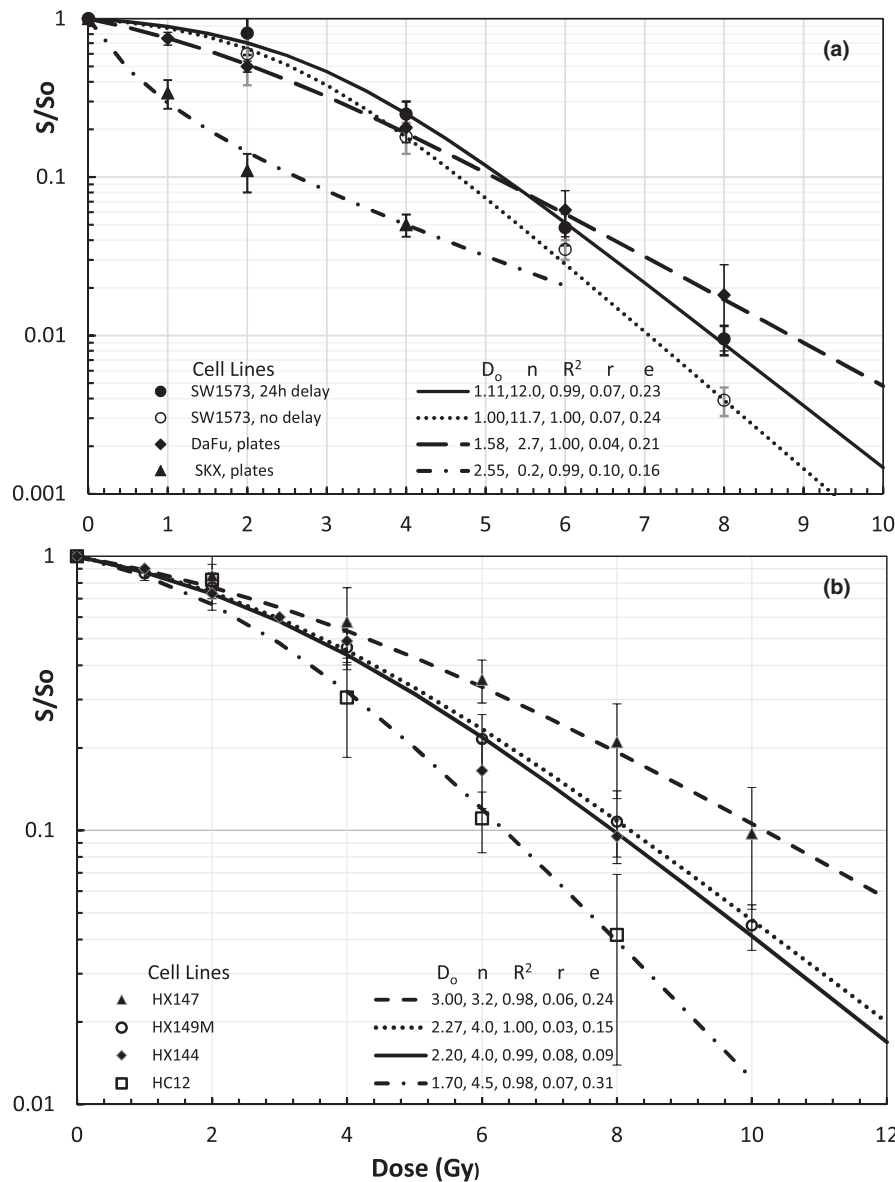 1
(a)
S/So
0.1
0.01
Cell Lines Do n R2 r e
SW1573, 24h delay 1.11,12.0, 0.99, 0.07, 0.23
SW1573, no delay 1.00,11.7, 1.00, 0.07, 0.24
DaFu, plates 1.58, 2.7, 1.00, 0.04, 0.21
SKX, plates 2.55, 0.2, 0.99, 0.10, 0.16
0.001
0 1 2 3 4 5 6 7 8 9 10
1
(b)
S/So
0.1
Cell Lines Do n R2 r e
HX147 3.00, 3.2, 0.98, 0.06, 0.24
HX149M 2.27, 4.0, 1.00, 0.03, 0.15
HX144 2.20, 4.0, 0.99, 0.08, 0.09
HC12 1.70, 4.5, 0.98, 0.07, 0.31
0.01
0 2 4 6 8 10 12
Dose (Gy)